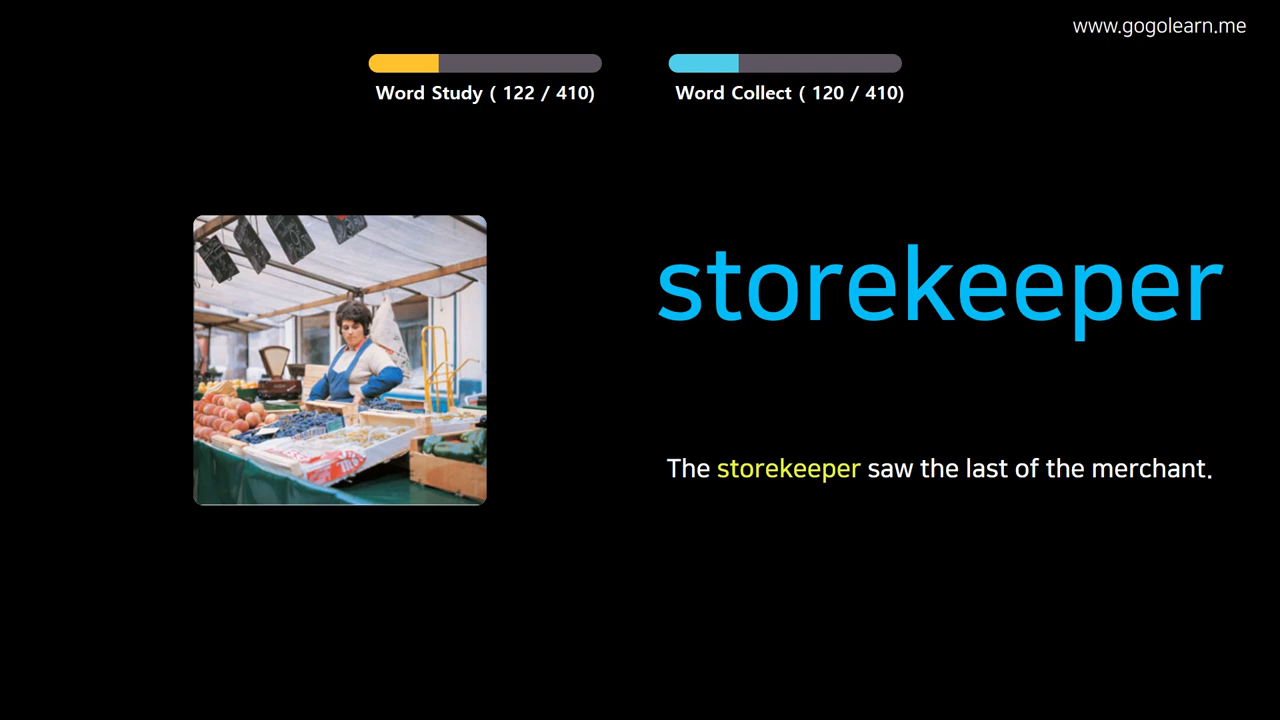 www.gogolearn.me
Word Study ( 122 / 410)
Word Collect ( 120 / 410)
storekeeper
The storekeeper saw the last of the merchant.